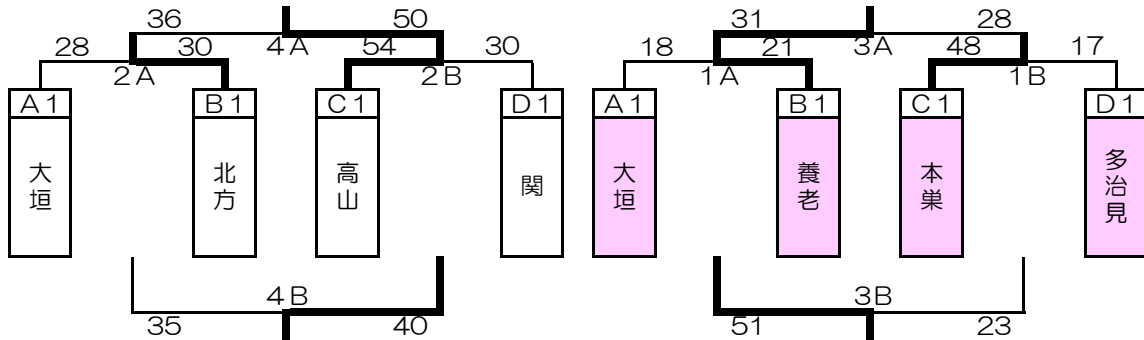 36 50 31 28
28 30 4A 54 30 18 21 3A 48 17
2A 2B 1A 1B
A1 B1 C1 D1 A1 B1 C1 D1
大垣 北方 高山 関 大垣 養老 本巣 多治見
4B 3B
35 40 51 23